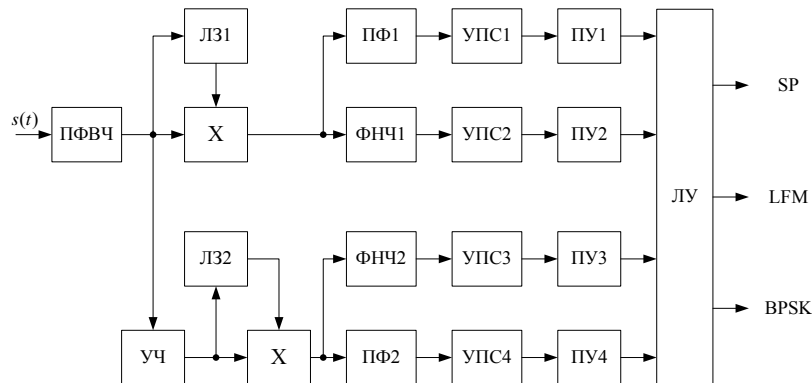 ЛЗ1
ПФ1
УПС1
ПУ1
SP
s(t)
ПФВЧ
X
ФНЧ1
УПС2
ПУ2
ЛУ
LFM
ЛЗ2
ФНЧ2
УПС3
ПУ3
BPSK
УЧ
X
ПФ2
УПС4
ПУ4